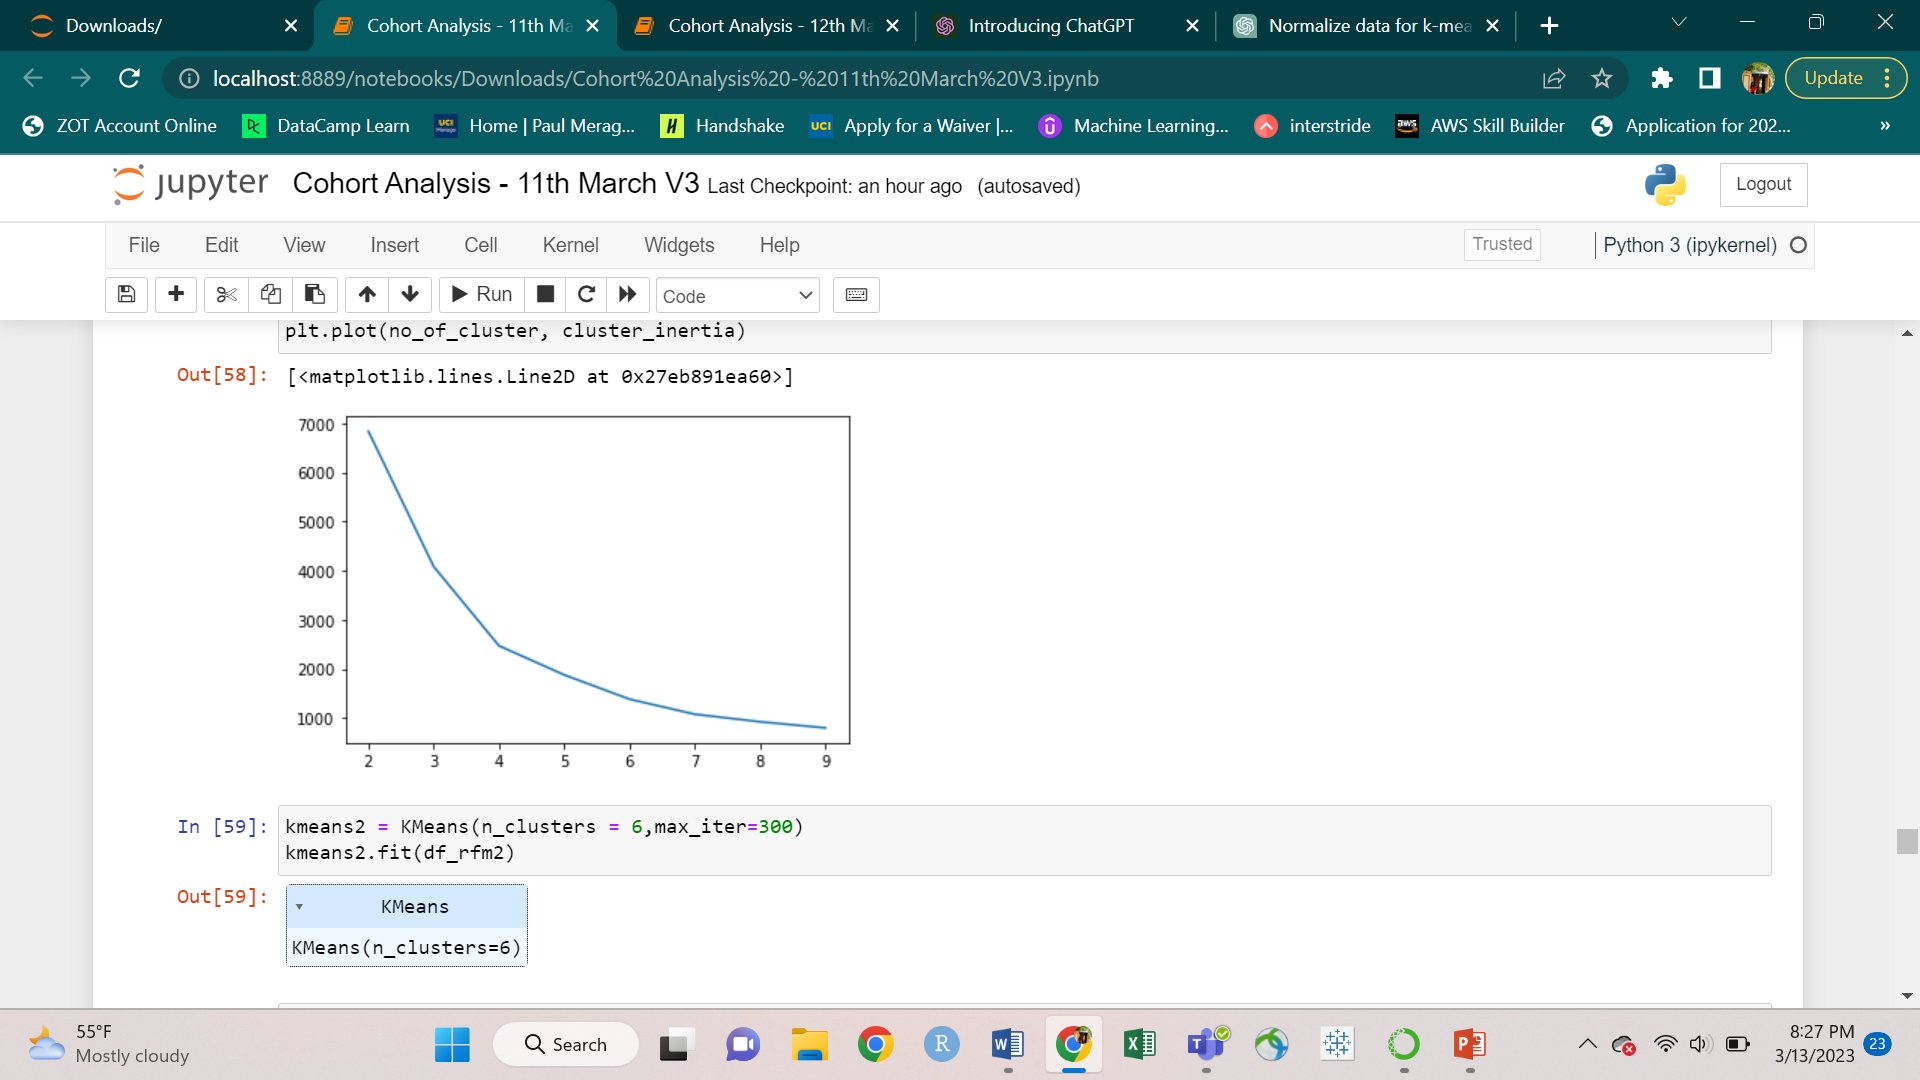 Downloads/
Cohort Analysis - 11th Ma
Cohort Analysis - 12th Ma
Introducing ChatGPT
Normalize data for k-mea
localhost:8889/notebooks/Downloads/Cohort%20Analysis%20-%2011th%20March%20V3.ipynb
Update
ZOT Account Online
DataCamp Learn
Home | Paul Merag...
Handshake
UCI
Apply for a Waiver |...
Machine Learning...
interstride
aws
AWS Skill Builder
Application for 202...
»
jupyter
Cohort Analysis - 11th March V3 Last Checkpoint: an hour ago (autosaved)
Logout
File Edit View Insert Cell Kernel Widgets Help
Trusted
Python 3 (ipykernel)
Run
Code
plt.plot(no_of_cluster, cluster_inertia)
Out[58]: [<matplotlib.lines.Line2D at 0x27eb891ea60>]
7000
6000
5000
4000
3000
2000
1000
2 3 4 5 6 7 8 9
In [59]: kmeans2 = KMeans(n_clusters = 6,max_iter=300)
kmeans2.fit(df_rfm2)
Out[59]: KMeans
KMeans(n_clusters=6)
55°F
Mostly cloudy
Search
8:27 PM
3/13/2023
23